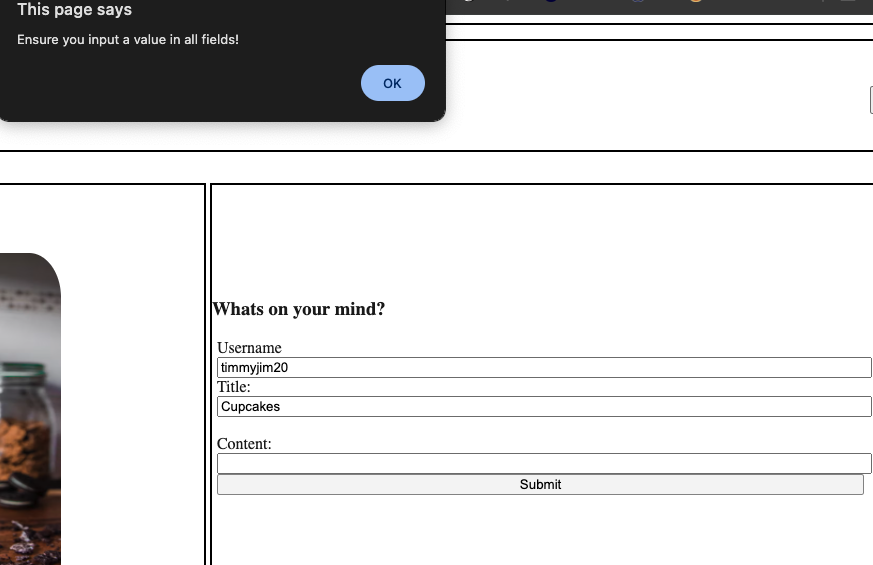 This page says
Ensure you input a value in all fields!
OK
Whats on your mind?
Username
timmyjim20
Title:
Cupcakes
Content:
Submit